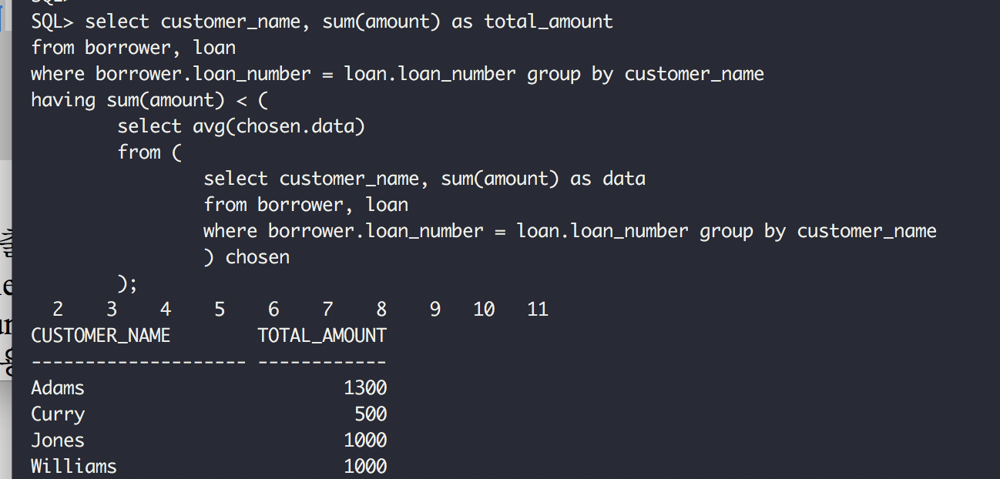 SQL> select customer_name, sum(amount) as total_amount
from borrower, loan
where borrower.loan_number = loan.loan_number group by customer_name
having sum(amount) < (
        select avg(chosen.data)
        from (
                select customer_name, sum(amount) as data
                from borrower, loan
                where borrower.loan_number = loan.loan_number group by customer_name
                ) chosen
        );
  2    3    4    5    6    7    8    9   10   11
CUSTOMER_NAME        TOTAL_AMOUNT
-------------------- ------------
Adams                        1300
Curry                         500
Jones                        1000
Williams                     1000